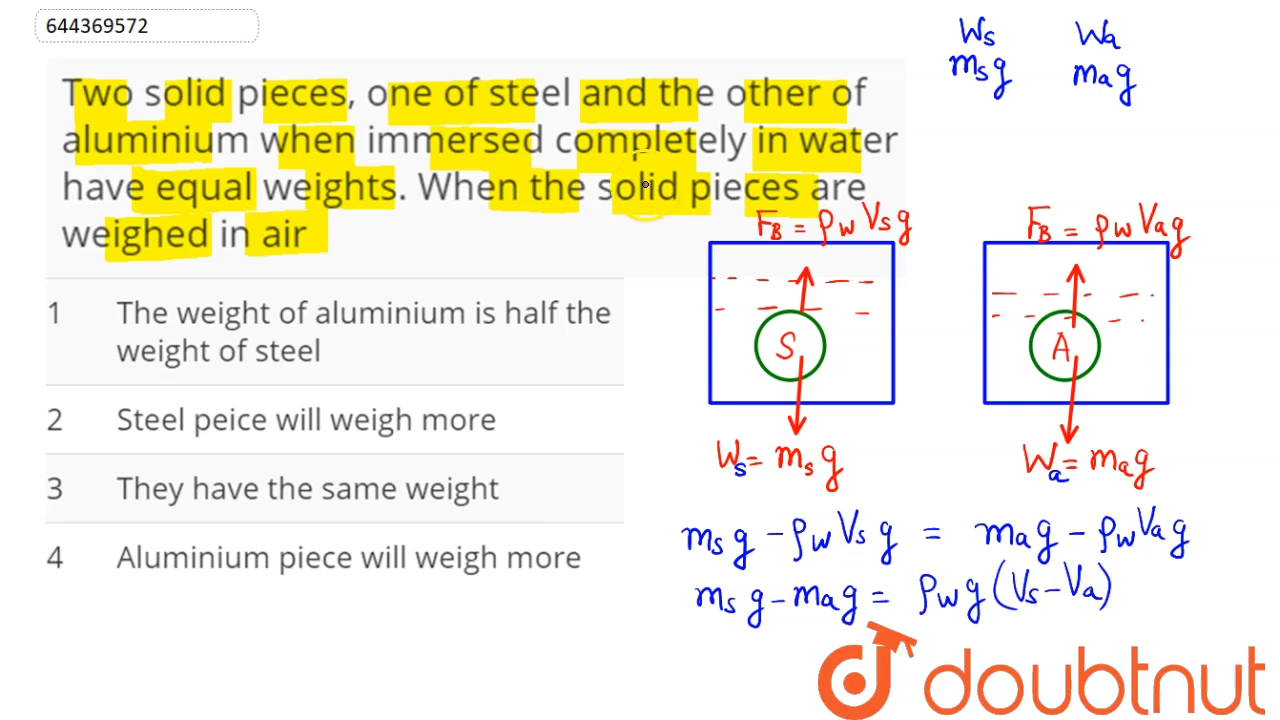 644369572
Two solid pieces, one of steel and the other of
aluminium when immersed completely in water
have equal weights. When the solid pieces are
weighed in air
1 The weight of aluminium is half the
weight of steel
2 Steel peice will weigh more
3 They have the same weight
4 Aluminium piece will weigh more
Ws Wa
msg mag
FB = ρw Vs g FB = ρw Va g
S A
Ws = ms g Wa = mag
ms g - ρw Vs g = mag - ρw Va g
ms g - mag = ρw g (Vs - Va)
doubtnut